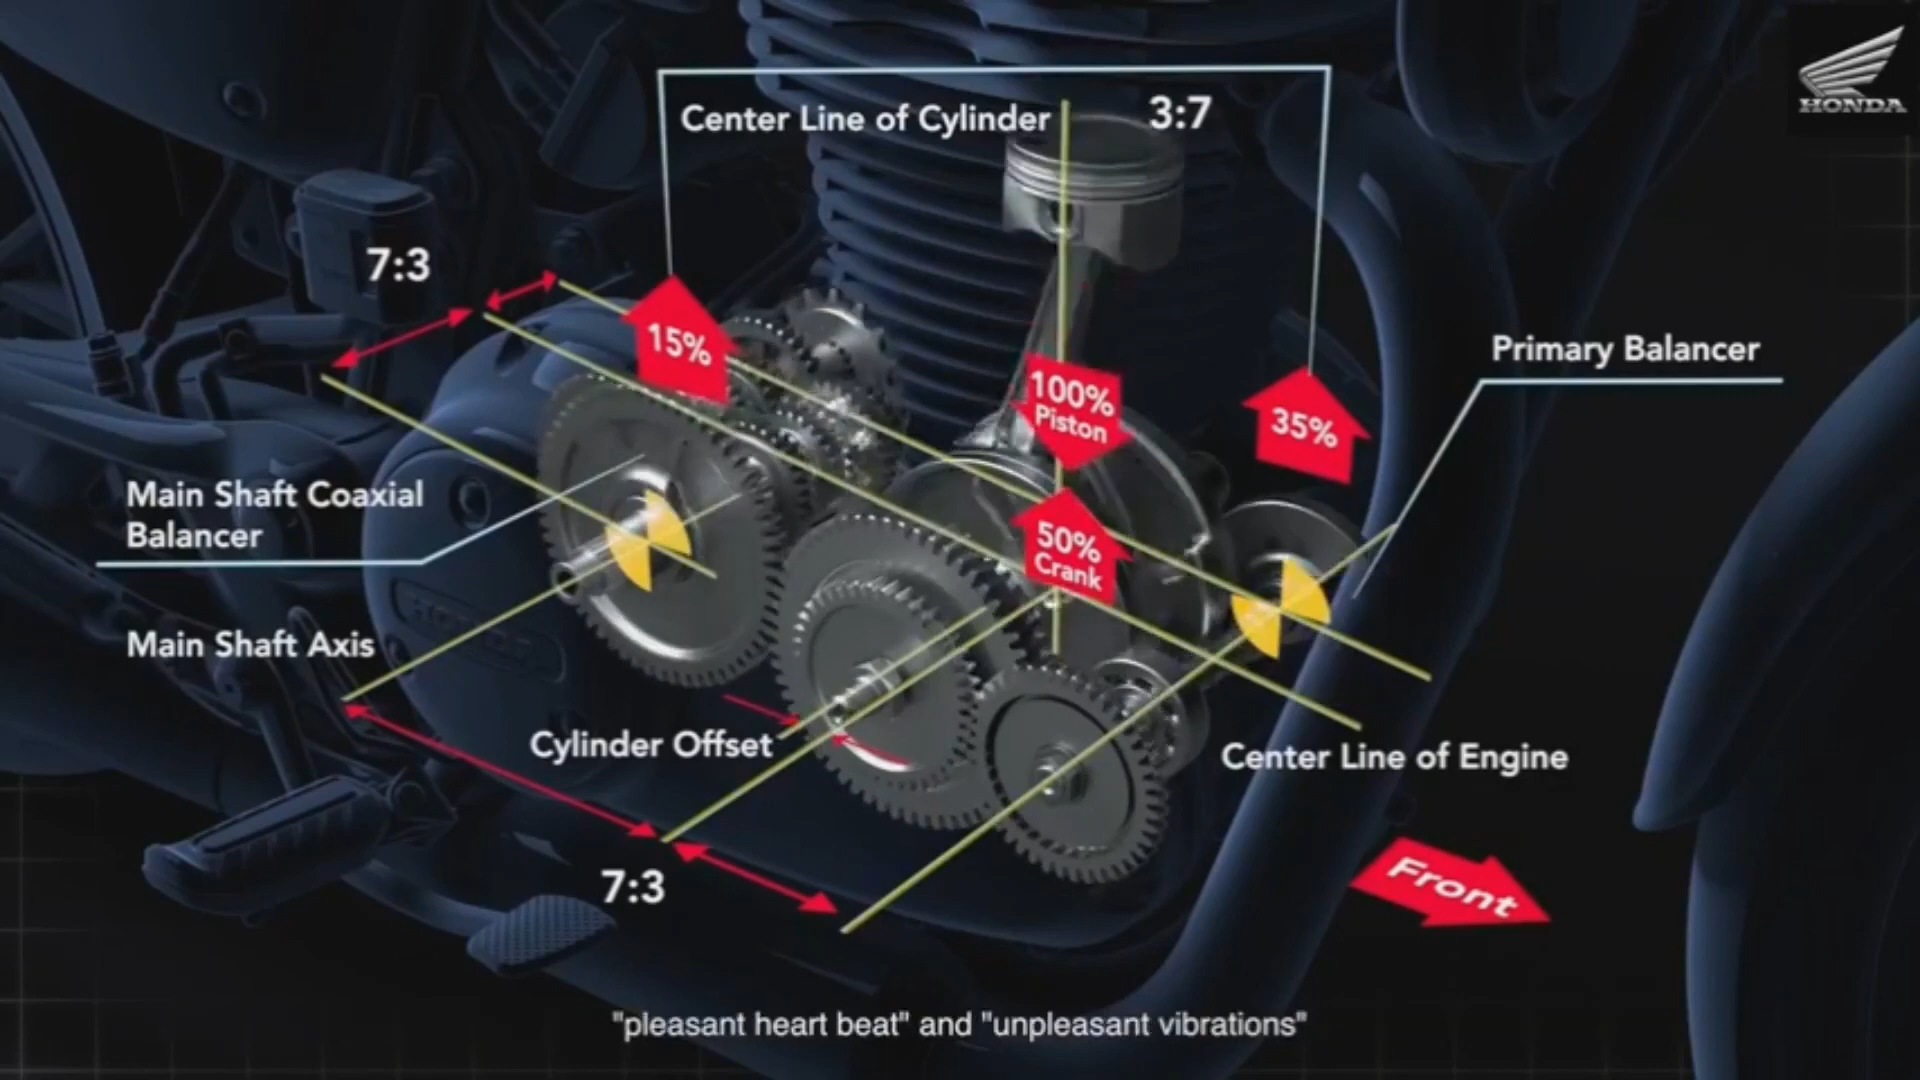 HONDA
Center Line of Cylinder
3:7
7:3
15%
Primary Balancer
100%
Piston
35%
Main Shaft Coaxial
Balancer
50%
Crank
HONDA
Main Shaft Axis
Cylinder Offset
Center Line of Engine
7:3
Front
"pleasant heart beat" and "unpleasant vibrations"